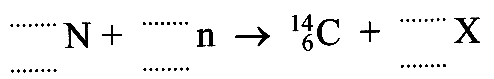 ........ N + ........ n → ¹⁴₆C + ........ X
........ ........ ........